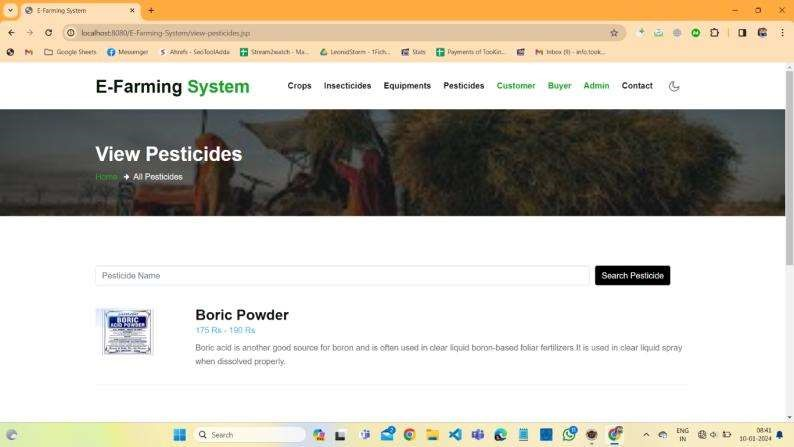 E-Farming System
localhost:8080/E-Farming-System/view-pesticides.jsp
Google Sheets Messenger Ahrefs - SeoToolAdda Stream2watch - Ma... LeonidStorm - 1Fich... Stats Payments of TooKin... Inbox (9) - info.took...
E-Farming System Crops Insecticides Equipments Pesticides Customer Buyer Admin Contact
View Pesticides
Home → All Pesticides
Pesticide Name Search Pesticide
BORIC
ACID POWDER
Boric Powder
175 Rs - 190 Rs
Boric acid is another good source for boron and is often used in clear liquid boron-based foliar fertilizers.It is used in clear liquid spray
when dissolved properly.
Search
ENG
IN
08:41
10-01-2024